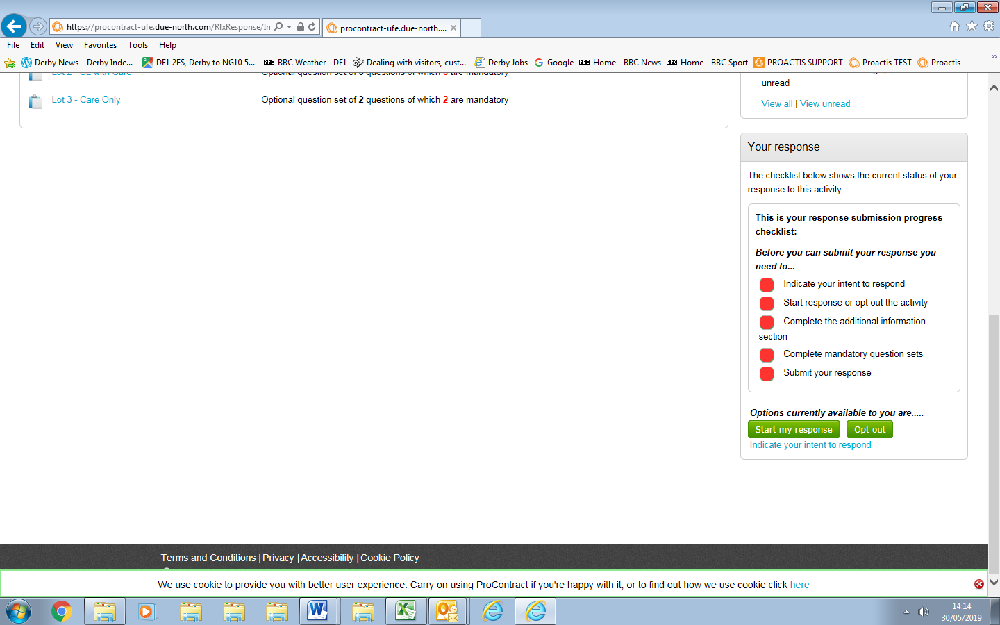 https://procontract-ufe.due-north.com/RfxResponse/In
procontract-ufe.due-north....
File Edit View Favorites Tools Help
Derby News – Derby Inde... DE1 2FS, Derby to NG10 5... BBC Weather - DE1 Dealing with visitors, cust... Derby Jobs Google Home - BBC News Home - BBC Sport PROACTIS SUPPORT Proactis TEST Proactis
Lot 3 - Care Only Optional question set of 2 questions of which 2 are mandatory
unread
View all | View unread
Your response
The checklist below shows the current status of your
response to this activity
This is your response submission progress
checklist:
Before you can submit your response you
need to...
Indicate your intent to respond
Start response or opt out the activity
Complete the additional information
section
Complete mandatory question sets
Submit your response
Options currently available to you are.....
Start my response Opt out
Indicate your intent to respond
Terms and Conditions | Privacy | Accessibility | Cookie Policy
We use cookie to provide you with better user experience. Carry on using ProContract if you're happy with it, or to find out how we use cookie click here
14:14
30/05/2019